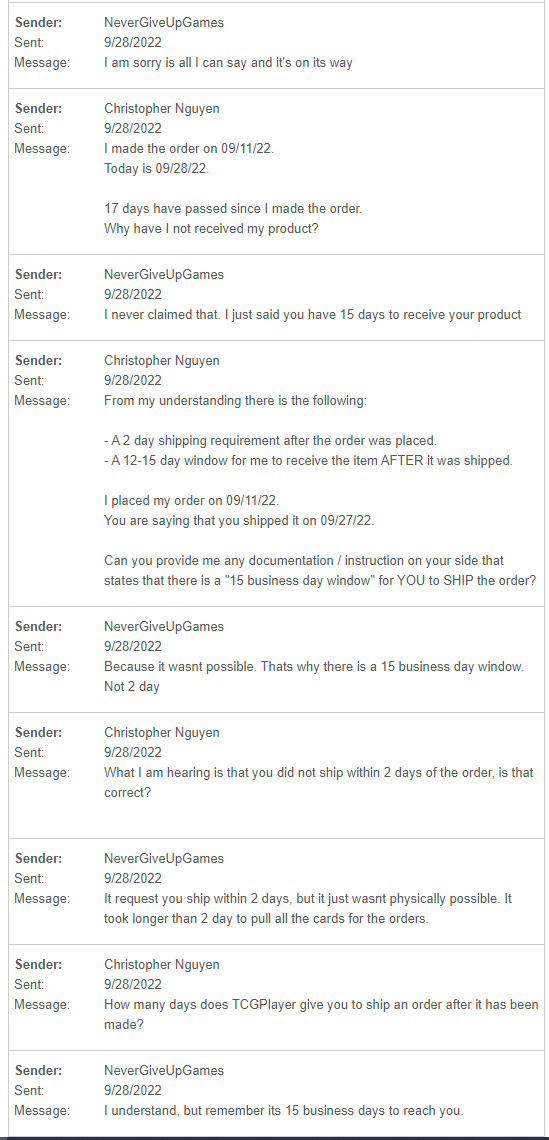 Sender: NeverGiveUpGames
Sent: 9/28/2022
Message: I am sorry is all I can say and it's on its way
Sender: Christopher Nguyen
Sent: 9/28/2022
Message: I made the order on 09/11/22.
Today is 09/28/22.
17 days have passed since I made the order.
Why have I not received my product?
Sender: NeverGiveUpGames
Sent: 9/28/2022
Message: I never claimed that. I just said you have 15 days to receive your product
Sender: Christopher Nguyen
Sent: 9/28/2022
Message: From my understanding there is the following:
- A 2 day shipping requirement after the order was placed.
- A 12-15 day window for me to receive the item AFTER it was shipped.
I placed my order on 09/11/22.
You are saying that you shipped it on 09/27/22.
Can you provide me any documentation / instruction on your side that
states that there is a "15 business day window" for YOU to SHIP the order?
Sender: NeverGiveUpGames
Sent: 9/28/2022
Message: Because it wasnt possible. Thats why there is a 15 business day window.
Not 2 day
Sender: Christopher Nguyen
Sent: 9/28/2022
Message: What I am hearing is that you did not ship within 2 days of the order, is that
correct?
Sender: NeverGiveUpGames
Sent: 9/28/2022
Message: It request you ship within 2 days, but it just wasnt physically possible. It
took longer than 2 day to pull all the cards for the orders.
Sender: Christopher Nguyen
Sent: 9/28/2022
Message: How many days does TCGPlayer give you to ship an order after it has been
made?
Sender: NeverGiveUpGames
Sent: 9/28/2022
Message: I understand, but remember its 15 business days to reach you.